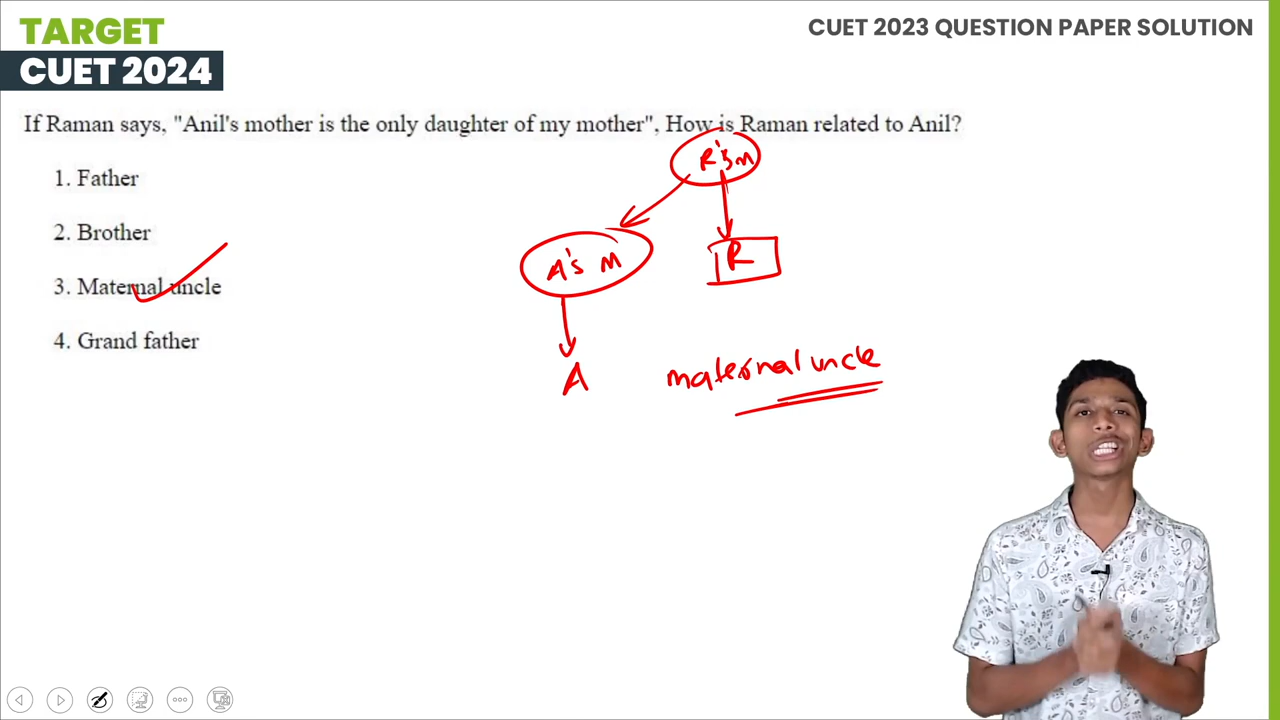 TARGET
CUET 2024
CUET 2023 QUESTION PAPER SOLUTION
If Raman says, "Anil's mother is the only daughter of my mother", How is Raman related to Anil?
1. Father
2. Brother
3. Maternal uncle
4. Grand father
R's M
A's M
R
A
maternal uncle